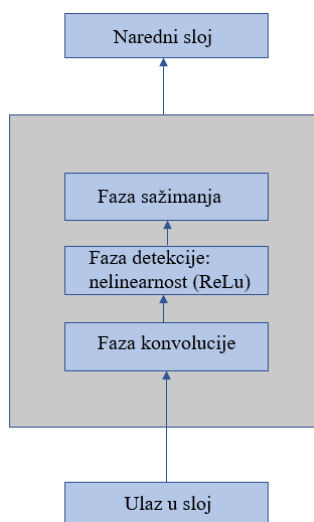 Naredni sloj
Faza sažimanja
Faza detekcije:
nelinearnost (ReLu)
Faza konvolucije
Ulaz u sloj